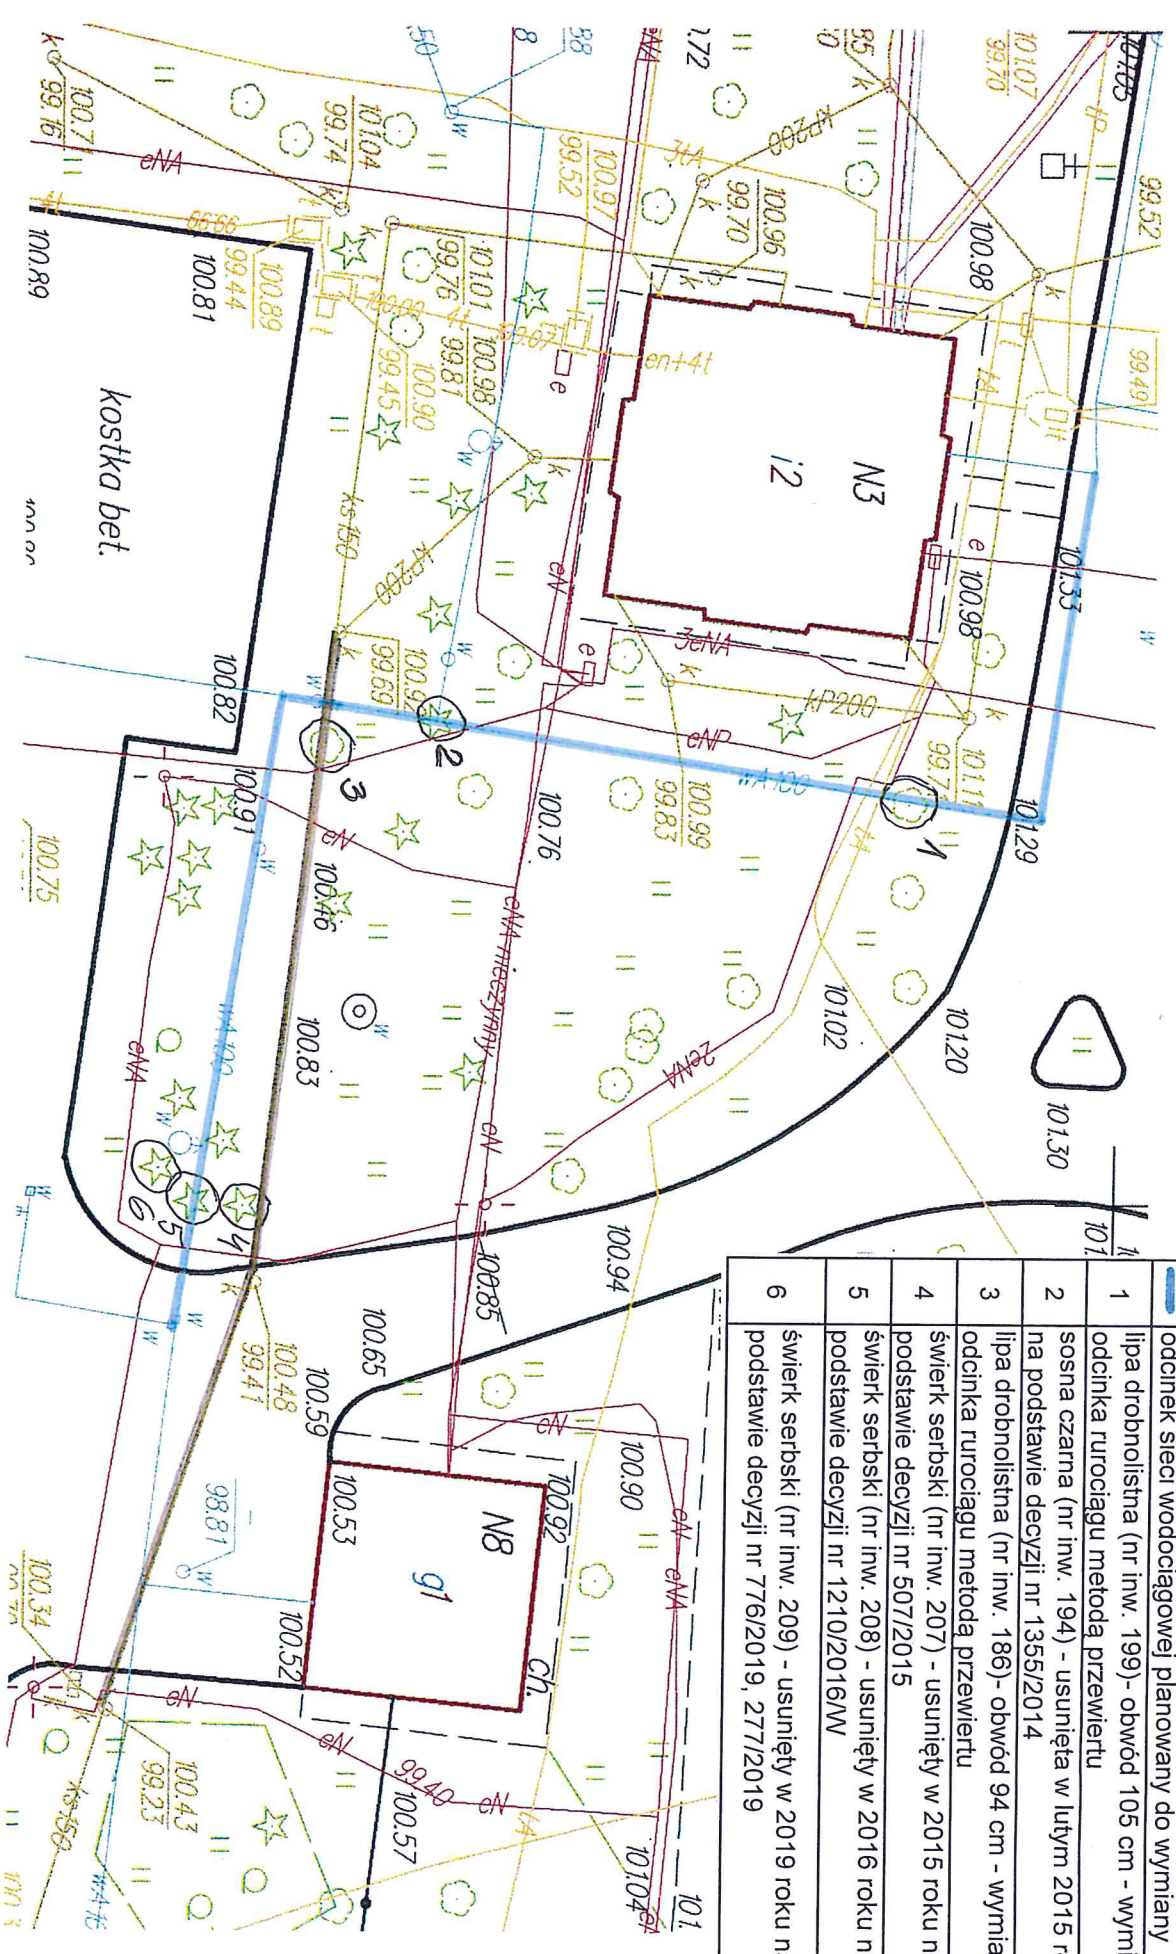 odcinek sieci wodociągowej planowany do wymiany
1 lipa drobnolistna (nr inw. 199)- obwód 105 cm - wymi
odcinka rurociągu metodą przewiertu
2 sosna czarna (nr inw. 194) - usunięta w lutym 2015 r
na podstawie decyzji nr 1355/2014
3 lipa drobnolistna (nr inw. 186)- obwód 94 cm - wymia
odcinka rurociągu metodą przewiertu
4 świerk serbski (nr inw. 207) - usunięty w 2015 roku n
podstawie decyzji nr 507/2015
5 świerk serbski (nr inw. 208) - usunięty w 2016 roku n
podstawie decyzji nr 1210/2016/W
6 świerk serbski (nr inw. 209) - usunięty w 2019 roku n
podstawie decyzji nr 776/2019, 277/2019
101.05
99.52
99.49
101.07
99.70
100.98
101.33
101.29
101.20
101.30
101.02
100.94
N3
i2
100.98
101.11
100.96
99.70
100.97
99.52
kP200
3tA
en+4t
101.04
99.74
101.01
99.76
100.98
99.81
100.90
99.45
100.89
99.44
100.71
99.16
eNA
100.89
100.81
kostka bet.
ks150
kP200
99.69
3eNA
kP200
eNP
wA100
100.99
99.83
100.76
100.82
100.91
100.46
100.83
eNA nieczynny
2eNA
wA100
eNA
100.75
1
2
3
4
5
6
100.85
100.65
100.59
100.48
99.41
100.53
100.92
100.90
N8
g1
Ch.
98.81
100.52
100.34
100.43
99.23
ks150
99.40
100.57
101.04
101.